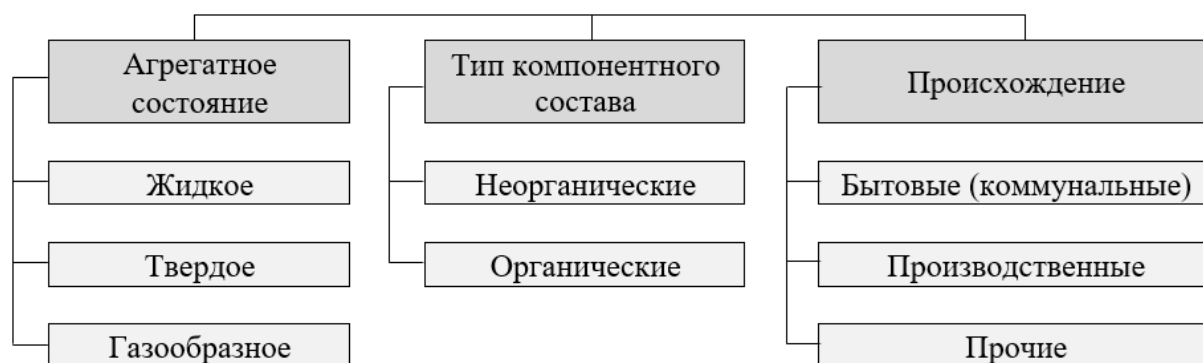 Агрегатное
состояние
Жидкое
Твердое
Газообразное
Тип компонентного
состава
Неорганические
Органические
Происхождение
Бытовые (коммунальные)
Производственные
Прочие